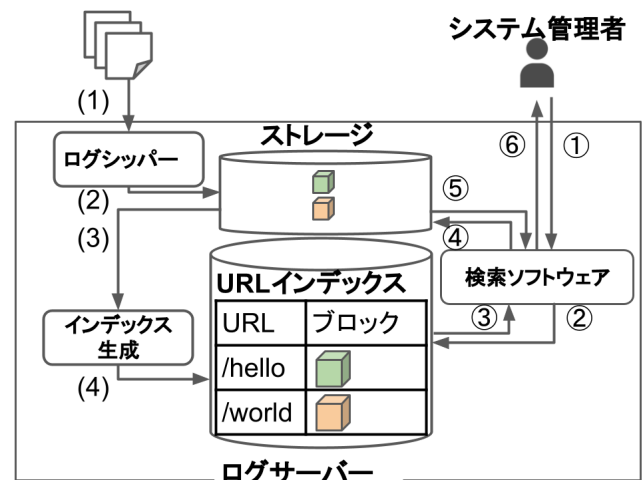 システム管理者
(1)
⑥
①
ストレージ
ログシッパー
(2)
⑤
(3)
④
検索ソフトウェア
URLインデックス
③
②
URL
ブロック
インデックス
生成
/hello
(4)
/world
ログサーバー